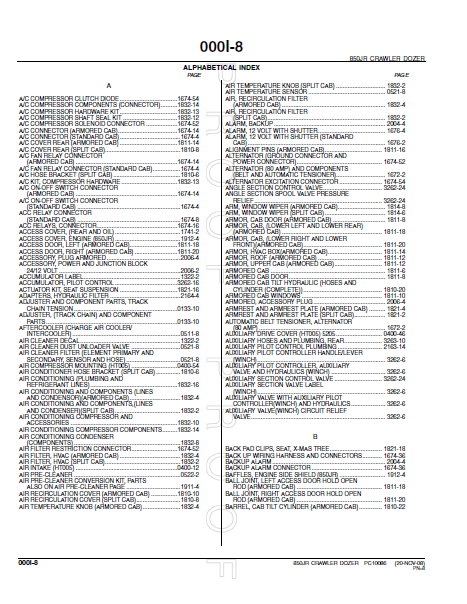 000I-8
850JR CRAWLER DOZER
ALPHABETICAL INDEX
PAGE
A
A/C COMPRESSOR CLUTCH DIODE 1674-54
A/C COMPRESSOR COMPONENTS (CONNECTOR) 1832-14
A/C COMPRESSOR HARDWARE KIT 1832-13
A/C COMPRESSOR SHAFT SEAL KIT 1832-12
A/C COMPRESSOR SOLENOID CONNECTOR 1674-52
A/C CONNECTOR (ARMORED CAB) 1674-14
A/C CONNECTOR (STANDARD CAB) 1674-4
A/C COVER REAR (ARMORED CAB) 1811-14
A/C COVER REAR (SPLIT CAB) 1810-8
A/C FAN RELAY CONNECTOR
(ARMORED CAB) 1674-14
A/C FAN RELAY CONNECTOR (STANDARD CAB) 1674-4
A/C HOSE BRACKET (SPLIT CAB) 1810-6
A/C KIT, COMPRESSOR HARDWARE 1832-13
A/C ON-OFF SWITCH CONNECTOR
(ARMORED CAB) 1674-14
A/C ON-OFF SWITCH CONNECTOR
(STANDARD CAB) 1674-4
ACC RELAY CONNECTOR
(STANDARD CAB) 1674-8
ACC RELAYS, CONNECTOR 1674-16
ACCESS COVER, (REAR AND OIL) 1741-2
ACCESS COVER, ENGINE (850JR) 1912-4
ACCESS DOOR, LEFT (ARMORED CAB) 1811-18
ACCESS DOOR, RIGHT (ARMORED CAB) 1811-20
ACCESSORY, PLUG ARMORED 2006-4
ACCESSORY, POWER AND JUNCTION BLOCK
24/12 VOLT 2006-2
ACCUMULATOR LABEL 1222-2
ACCUMULATOR, PILOT CONTROL 3262-16
ACTUATOR KIT, SEAT SUSPENSION 1821-16
ADAPTERS, HYDRAULIC FILTER 2164-4
ADJUSTER AND COMPONENT PARTS, TRACK
CHAIN TENSION 0133-10
ADJUSTER, (TRACK CHAIN) AND COMPONENT
PARTS 0133-10
AFTERCOOLER (CHARGE AIR COOLER/
INTERCOOLER) 0511-8
AIR CLEANER DECAL 1322-2
AIR CLEANER DUST UNLOADER VALVE 0521-8
AIR CLEANER FILTER (ELEMENT PRIMARY AND
SECONDARY, SENSOR AND HOSE) 0521-8
AIR COMPRESSOR MOUNTING (HT005) 0400-54
AIR CONDITIONER HOSE BRACKET (SPLIT CAB) 1810-6
AIR CONDITIONING (PLUMBING AND
REFRIGERANT LINES) 1832-16
AIR CONDITIONING AND COMPONENTS (LINES
AND CONDENSOR)(ARMORED CAB) 1832-4
AIR CONDITIONING AND COMPONENTS,(LINES
AND CONDENSER)(SPLIT CAB) 1832-2
AIR CONDITIONING COMPRESSOR AND
ACCESSORIES 1832-10
AIR CONDITIONING COMPRESSOR COMPONENTS 1832-14
AIR CONDITIONING CONDENSER
(COMPONENTS) 1832-8
AIR FILTER RESTRICTION CONNECTOR 1674-52
AIR FILTER, HVAC (ARMORED CAB) 1832-4
AIR FILTER, HVAC (SPLIT CAB) 1832-2
AIR INTAKE (HT005) 0400-12
AIR PRE-CLEANER 0522-2
AIR PRE-CLEANER CONVERSION KIT, PARTS
ALSO ON AIR PRE-CLEANER PAGE 1911-4
AIR RECIRCULATION COVER (ARMORED CAB) 1810-10
AIR RECIRCULATION COVER (SPLIT CAB) 1810-8
AIR TEMPERATURE KNOB (ARMORED CAB) 1832-4
PAGE
AIR TEMPERATURE KNOB (SPLIT CAB) 1832-2
AIR TEMPERATURE SENSOR 0521-8
AIR, RECIRCULATION FILTER
(ARMORED CAB) 1832-4
AIR, RECIRCULATION FILTER
(SPLIT CAB) 1832-2
ALARM, BACKUP 2004-4
ALARM, 12 VOLT WITH SHUTTER 1676-4
ALARM, 12 VOLT WITH SHUTTER (STANDARD
CAB) 1676-2
ALIGNMENT PINS (ARMORED CAB) 1811-16
ALTERNATOR (GROUND CONNECTOR AND
POWER CONNECTOR) 1674-52
ALTERNATOR (80 AMP) AND COMPONENTS
(BELT AND AUTOMATIC TENSIONER) 1672-2
ALTERNATOR EXCITATION CONNECTOR 1674-54
ANGLE SECTION CONTROL VALVE 3262-24
ANGLE SECTION SPOOL VALVE PRESSURE
RELIEF 3262-24
ARM, WINDOW WIPER (ARMORED CAB) 1814-8
ARM, WINDOW WIPER (SPLIT CAB) 1814-6
ARMOR, CAB DOOR (ARMORED CAB) 1811-8
ARMOR, CAB, (LOWER LEFT AND LOWER REAR)
(ARMORED CAB) 1811-18
ARMOR, CAB, (LOWER RIGHT AND LOWER
FRONT)(ARMORED CAB) 1811-20
ARMOR, HVAC BOX(ARMORED CAB) 1811-14
ARMOR, ROOF (ARMORED CAB) 1811-12
ARMOR, UPPER CAB (ARMORED CAB) 1811-12
ARMORED CAB 1811-6
ARMORED CAB DOOR 1811-8
ARMORED CAB TILT HYDRAULIC (HOSES AND
CYLINDER (COMPLETE)) 1810-20
ARMORED CAB WINDOWS 1811-10
ARMORED, ACCESSORY PLUG 2006-4
ARMREST AND ARMREST PLATE (ARMORED CAB) 1821-4
ARMREST AND ARMREST PLATE (SPLIT CAB) 1821-2
AUTOMATIC BELT TENSIONER, ALTERNATOR
(80 AMP) 1672-2
AUXILIARY DRIVE COVER (HT005) 5205 0400-46
AUXILIARY HOOSES AND PLUMBING, REAR 3263-10
AUXILIARY PILOT PLUMBING 2163-14
AUXILIARY PILOT CONTROLLER HANDLE/LEVER
(WINCH) 3262-6
AUXILIARY PILOT CONTROLLER, AUXILIARY
VALVE AND HYDRAULICS (WINCH) 3262-6
AUXILIARY SECTION CONTROL VALVE 3262-24
AUXILIARY SECTION VALVE LABEL
(WINCH) 3262-6
AUXILIARY VALVE WITH AUXILIARY PILOT
CONTROLLER(WINCH) AND HYDRAULICS 3262-6
AUXILIARY VALVE(WINCH) CIRCUIT RELIEF
VALVE 3262-6
B
BACK PAD CLIPS, SEAT, X-MAS TREE 1821-18
BACK UP WIRING HARNESS AND CONNECTORS 1674-36
BACKUP ALARM 2004-4
BACKUP ALARM CONNECTOR 1674-36
BAFFLES, ENGINE SIDE SHIELD (850JR) 1912-4
BALL JOINT, LEFT ACCESS DOOR HOLD OPEN
ROD (ARMORED CAB) 1811-18
BALL JOINT, RIGHT ACCESS DOOR HOLD OPEN
ROD (ARMORED CAB) 1811-20
BARREL, CAB TILT CYLINDER (ARMORED CAB) 1810-22
000I-8
850JR CRAWLER DOZER PC10086 (20-NOV-08)
PN=8